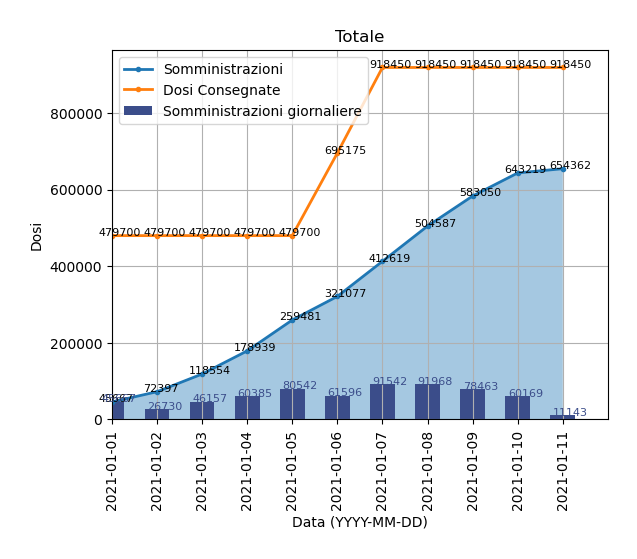 Totale
Somministrazioni
Dosi Consegnate
Somministrazioni giornaliere
918450 918450 918450 918450 918450
695175
479700 479700 479700 479700 479700
45667 72397 118554 178939 259481 321077 412619 504587 583050 643219 654362
26730 46157 60385 80542 61596 91542 91968 78463 60169 11143
Dosi
800000
600000
400000
200000
0
2021-01-01
2021-01-02
2021-01-03
2021-01-04
2021-01-05
2021-01-06
2021-01-07
2021-01-08
2021-01-09
2021-01-10
2021-01-11
Data (YYYY-MM-DD)